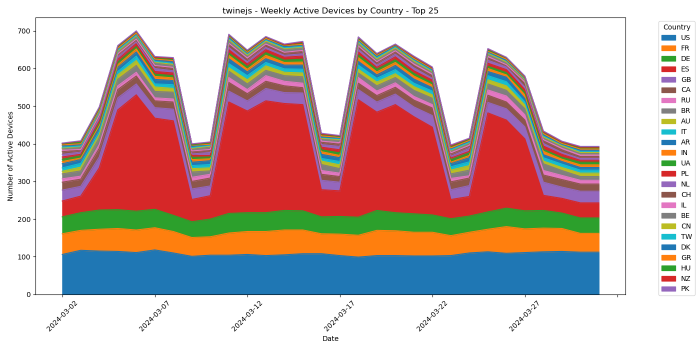 twinejs - Weekly Active Devices by Country - Top 25
Number of Active Devices
700
600
500
400
300
200
100
0
2024-03-02
2024-03-07
2024-03-12
2024-03-17
2024-03-22
2024-03-27
Date
Country
US
FR
DE
ES
GB
CA
RU
BR
AU
IT
AR
IN
UA
PL
NL
CH
IL
BE
CN
TW
DK
GR
HU
NZ
PK